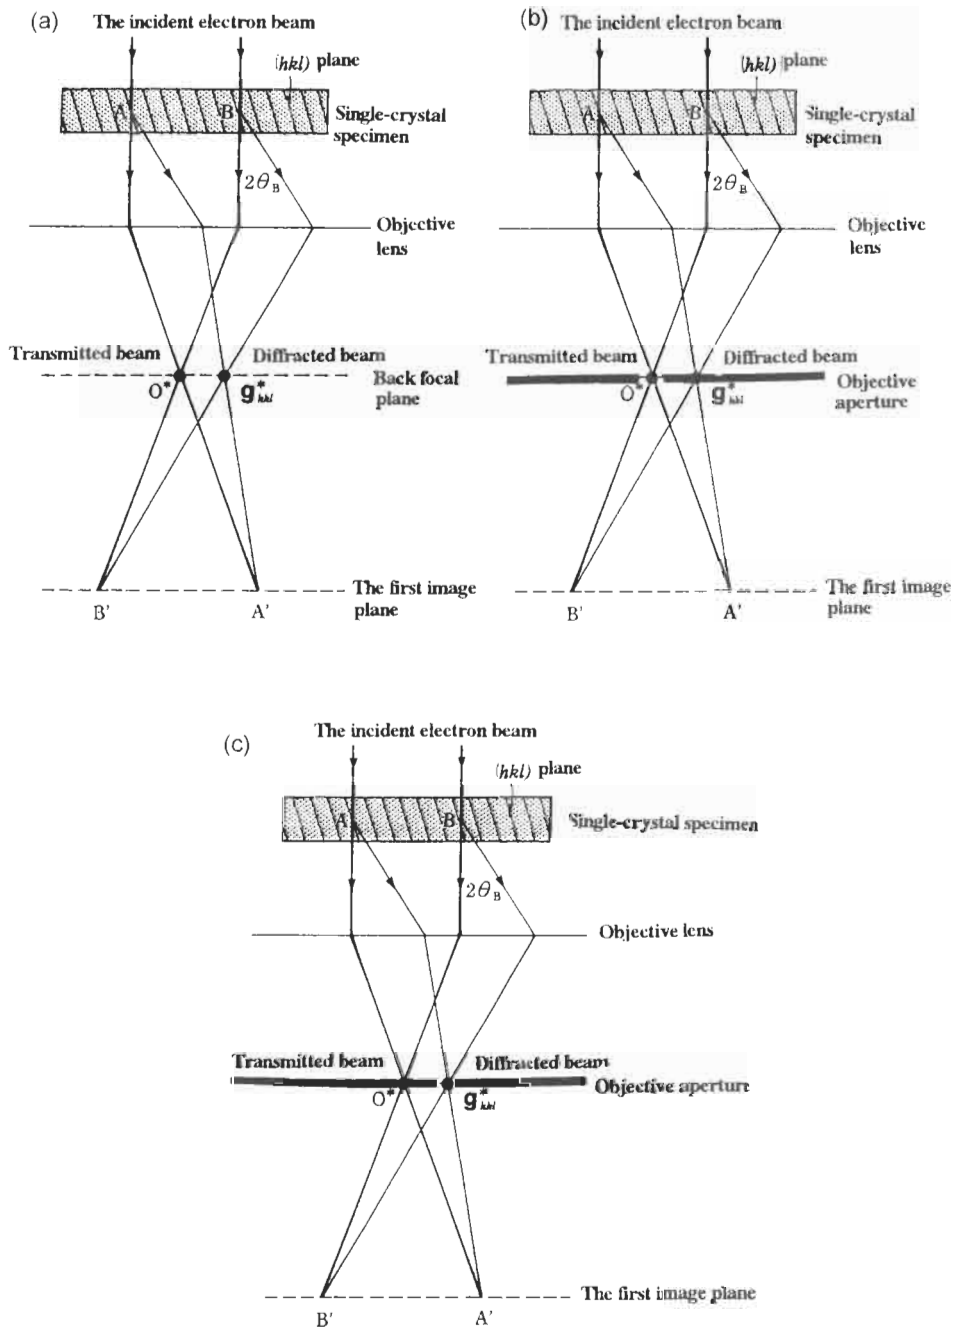 (a)
The incident electron beam
(hkl) plane
A
B
Single-crystal
specimen
2θB
Objective
lens
Transmitted beam
Diffracted beam
O*
g*hkl
Back focal
plane
B'
A'
The first image
plane
(b)
The incident electron beam
(hkl) plane
A
B
Single-crystal
specimen
2θB
Objective
lens
Transmitted beam
Diffracted beam
O*
g*hkl
Objective
aperture
B'
A'
The first image
plane
(c)
The incident electron beam
(hkl) plane
A
B
Single-crystal specimen
2θB
Objective lens
Transmitted beam
Diffracted beam
O*
g*hkl
Objective aperture
B'
A'
The first image plane